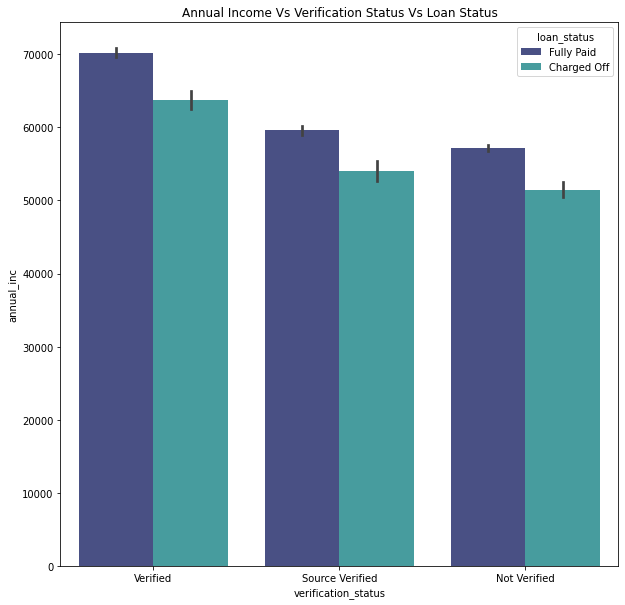 Annual Income Vs Verification Status Vs Loan Status
loan_status
Fully Paid
Charged Off
annual_inc
70000
60000
50000
40000
30000
20000
10000
0
Verified
Source Verified
Not Verified
verification_status